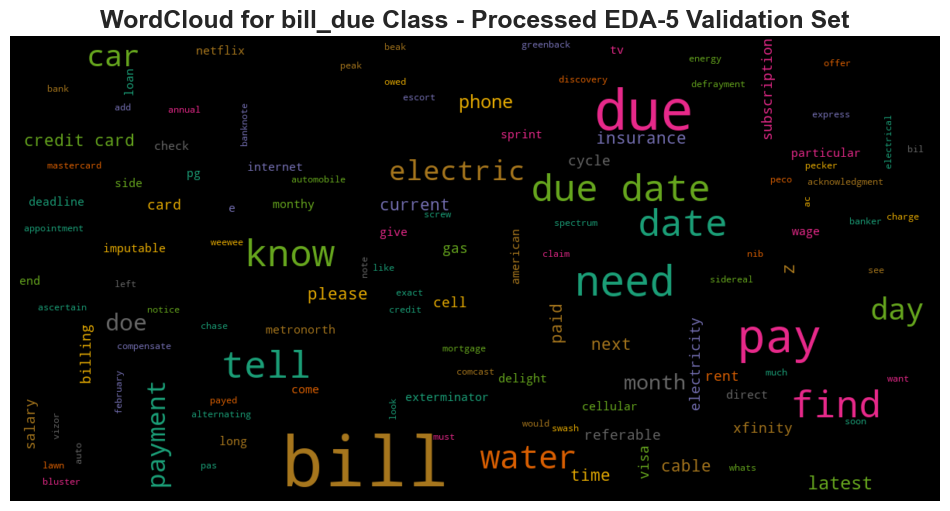 WordCloud for bill_due Class - Processed EDA-5 Validation Set
car
netflix
beak
greenback
tv
subscription
energy
offer
peak
loan
bank
owed
discovery
defrayment
escort
phone
due
add
annual
banknote
express
credit card
check
sprint
insurance
electrical
bil
mastercard
pg
internet
electric
cycle
particular
pecker
side
automobile
due date
peco
acknowledgment
deadline
card
e
monthy
current
screw
date
ac
banker
charge
appointment
spectrum
wage
imputable
weewee
know
give
gas
american
claim
nib
Z
see
end
left
note
like
need
sidereal
please
exact
cell
credit
day
ascertain
notice
doe
chase
metronorth
paid
pay
billing
compensate
tell
mortgage
next
electricity
comcast
delight
month
rent
much
want
february
payment
come
exterminator
direct
find
payed
look
cellular
alternating
salary
vizor
soon
would
swash
referable
xfinity
auto
long
bill
must
water
visa
cable
whats
lawn
pas
time
bluster
latest